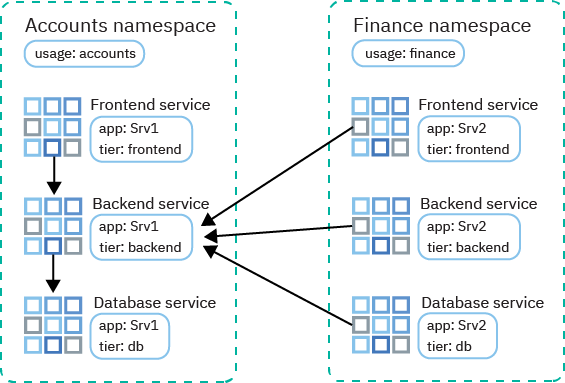 Accounts namespace
usage: accounts
Frontend service
app: Srv1
tier: frontend
Backend service
app: Srv1
tier: backend
Database service
app: Srv1
tier: db
Finance namespace
usage: finance
Frontend service
app: Srv2
tier: frontend
Backend service
app: Srv2
tier: backend
Database service
app: Srv2
tier: db